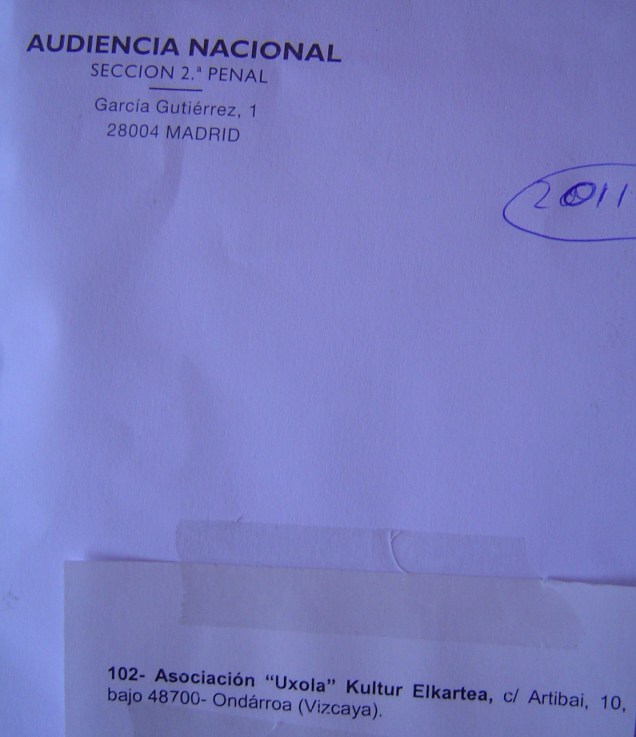 AUDIENCIA NACIONAL
SECCION 2.ª PENAL
García Gutiérrez, 1
28004 MADRID
2011
102- Asociación “Uxola” Kultur Elkartea, c/ Artibai, 10,
bajo 48700- Ondárroa (Vizcaya).